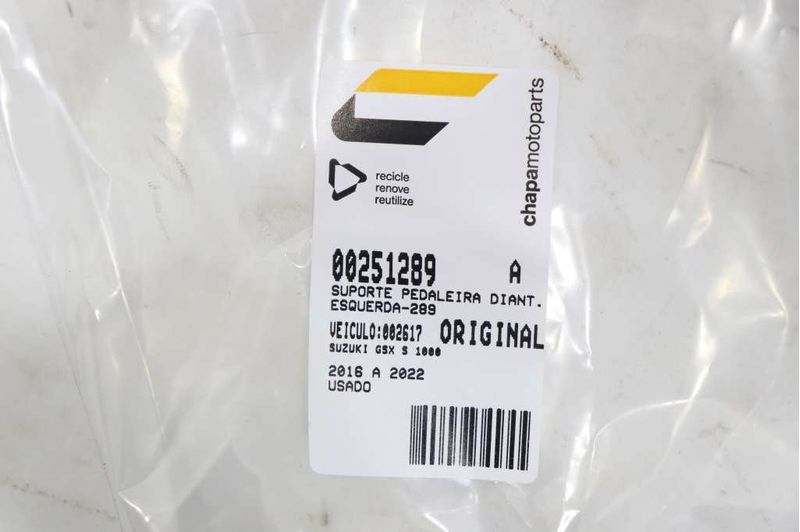 chapamotoparts
recicle
renove
reutilize
00251289 A
SUPORTE PEDALEIRA DIANT.
ESQUERDA-289
VEICULO:002617 ORIGINAL
SUZUKI GSX S 1000
2016 A 2022
USADO